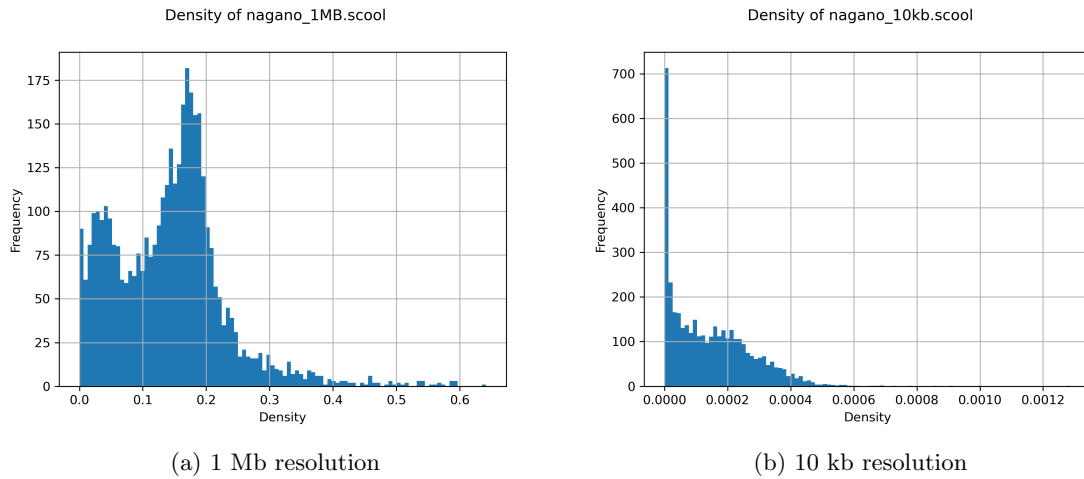 Density of nagano_1MB.scool
175
150
125
100
75
50
25
0
Frequency
0.0 0.1 0.2 0.3 0.4 0.5 0.6
Density
(a) 1 Mb resolution
Density of nagano_10kb.scool
700
600
500
400
300
200
100
0
Frequency
0.0000 0.0002 0.0004 0.0006 0.0008 0.0010 0.0012
Density
(b) 10 kb resolution